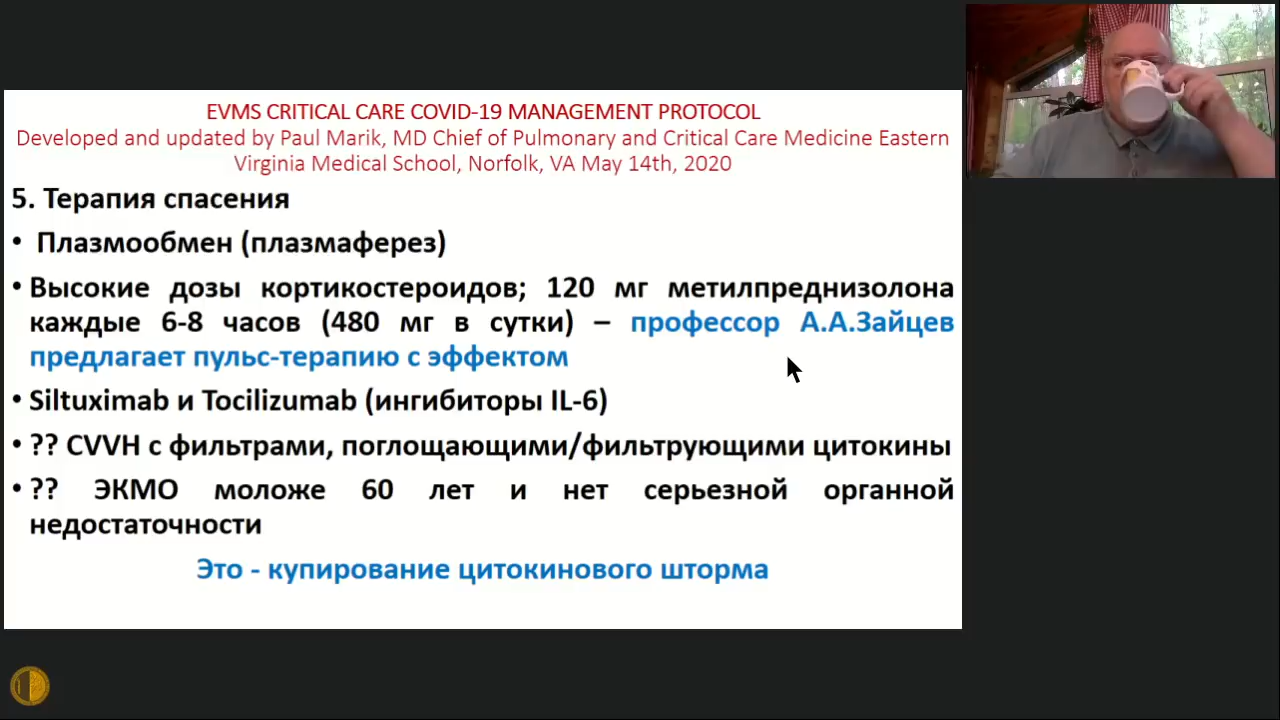 EVMS CRITICAL CARE COVID-19 MANAGEMENT PROTOCOL
Developed and updated by Paul Marik, MD Chief of Pulmonary and Critical Care Medicine Eastern
Virginia Medical School, Norfolk, VA May 14th, 2020
5. Терапия спасения
• Плазмообмен (плазмаферез)
• Высокие дозы кортикостероидов; 120 мг метилпреднизолона
каждые 6-8 часов (480 мг в сутки) – профессор А.А.Зайцев
предлагает пульс-терапию с эффектом
• Siltuximab и Tocilizumab (ингибиторы IL-6)
• ?? CVVH с фильтрами, поглощающими/фильтрующими цитокины
• ?? ЭКМО моложе 60 лет и нет серьезной органной
недостаточности
Это - купирование цитокинового шторма